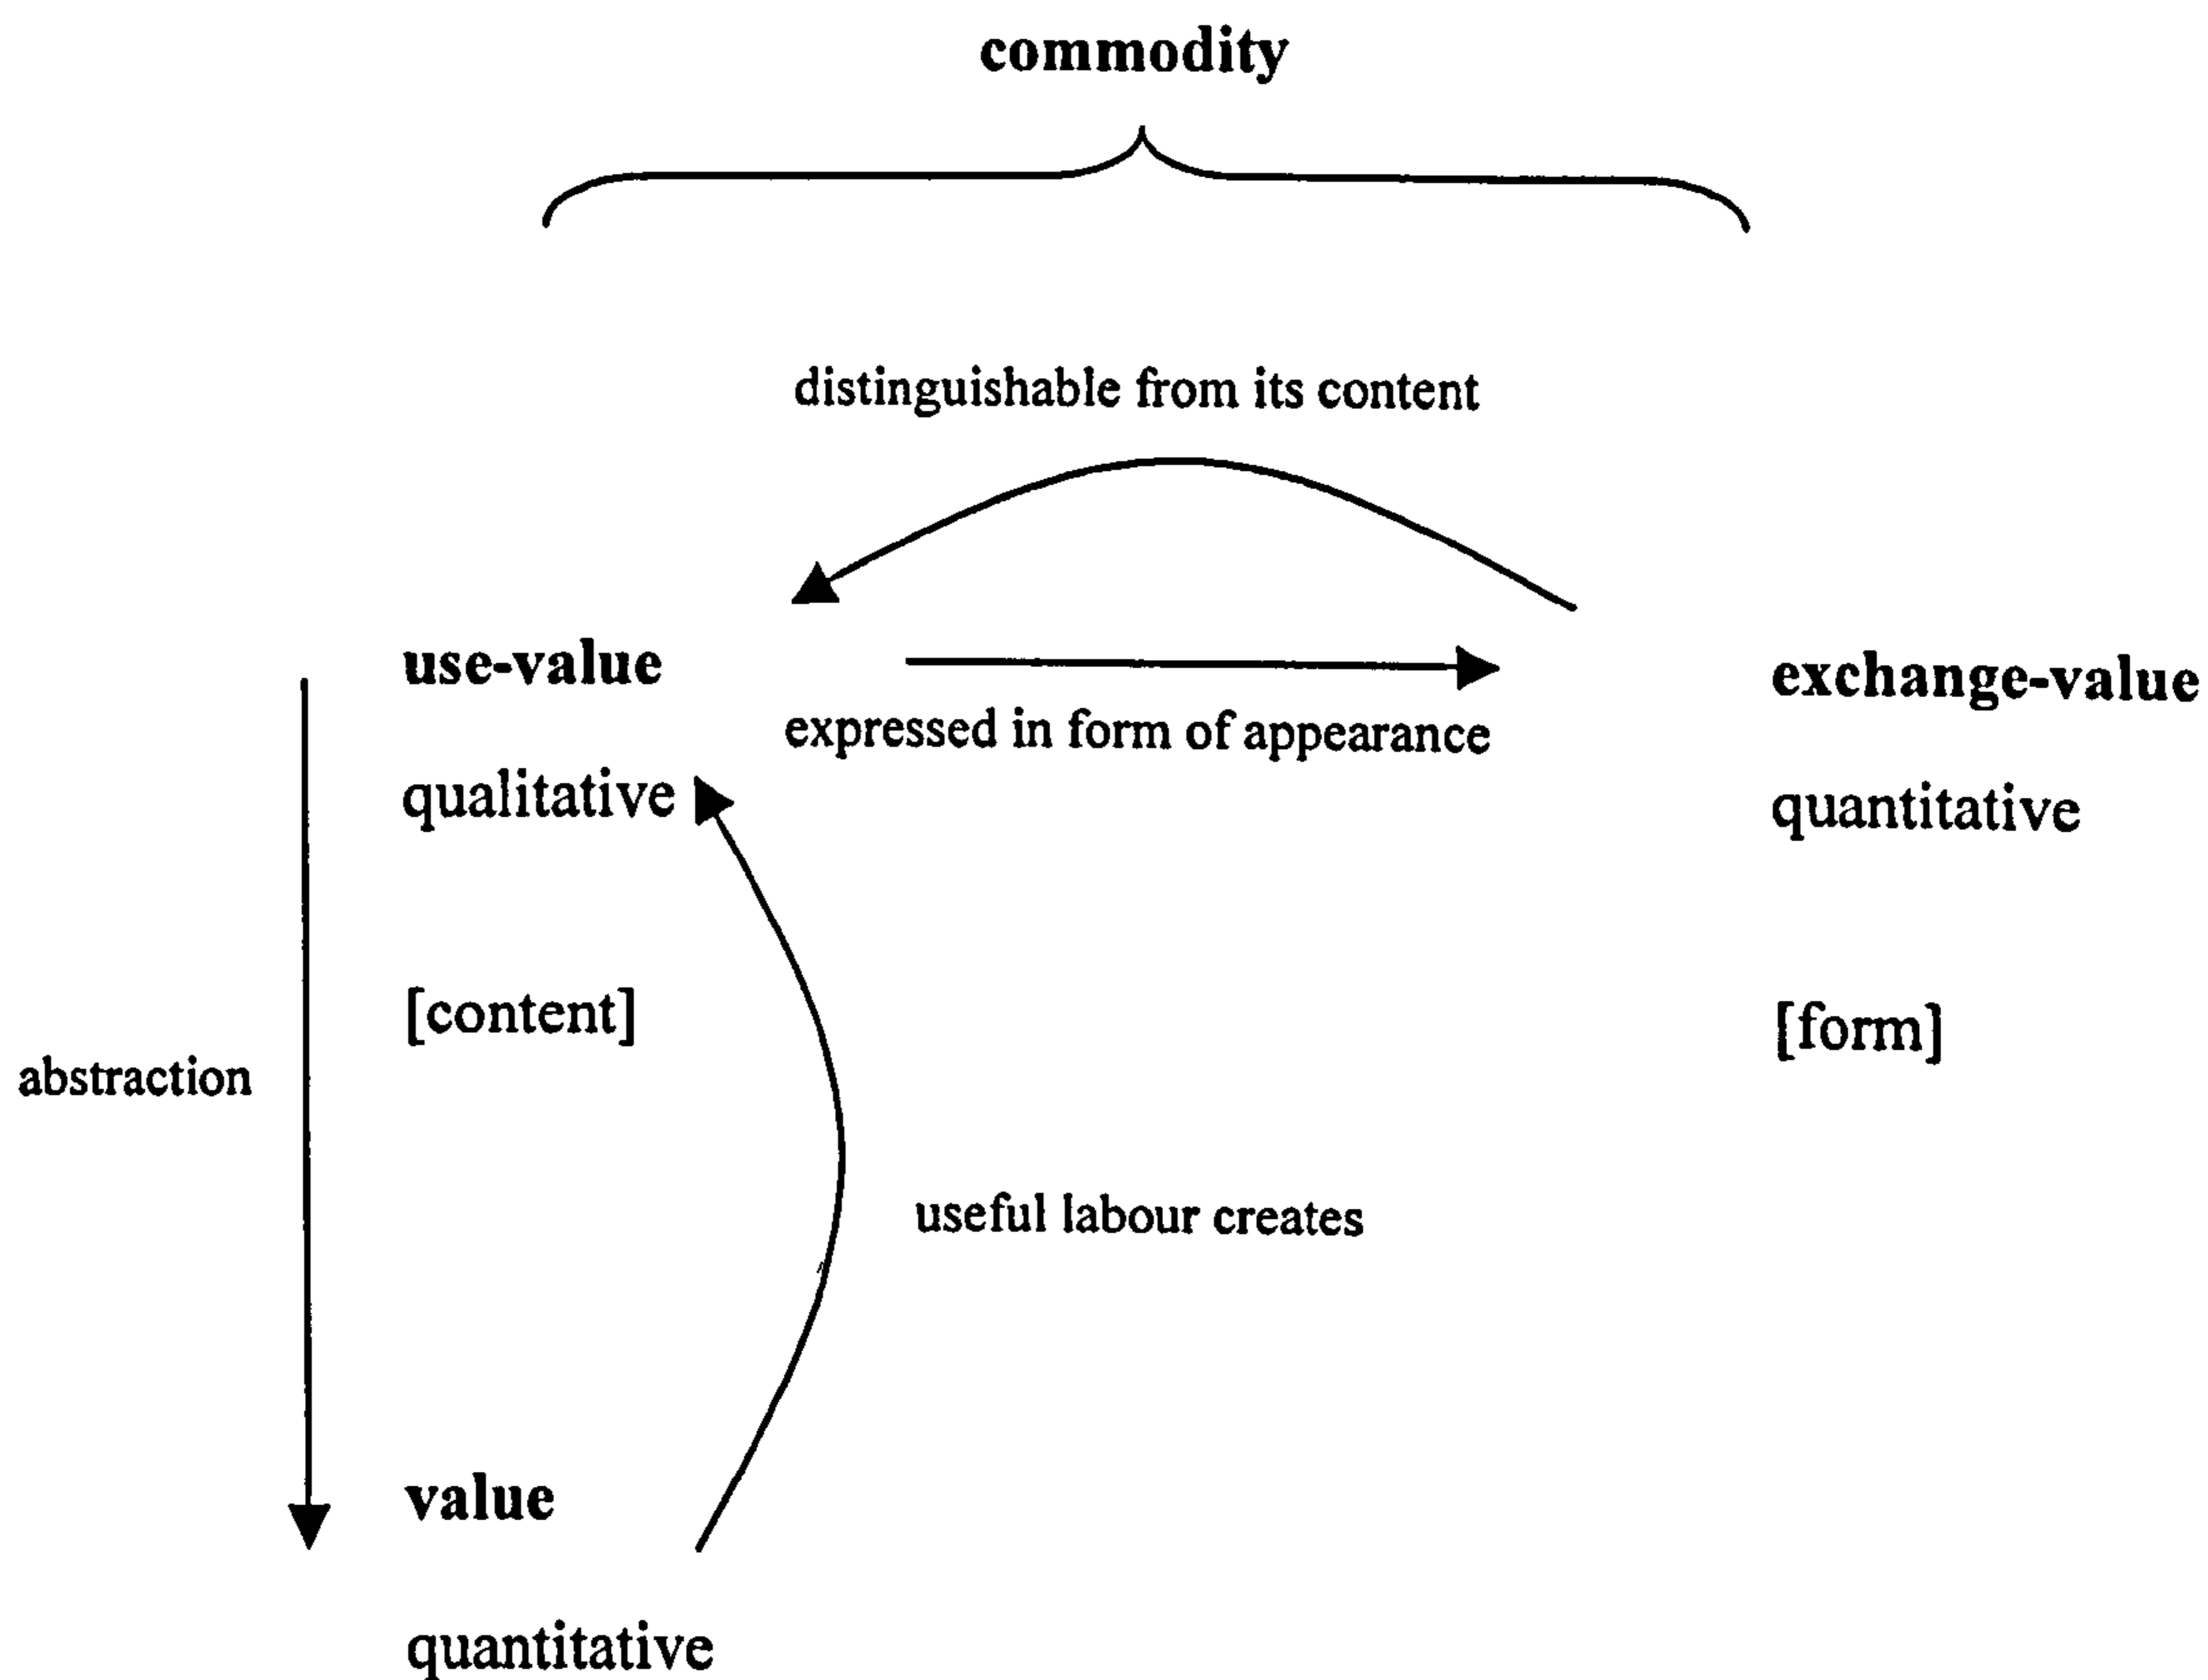 commodity
distinguishable from its content
use-value
exchange-value
expressed in form of appearance
qualitative
quantitative
[content]
[form]
abstraction
useful labour creates
value
quantitative